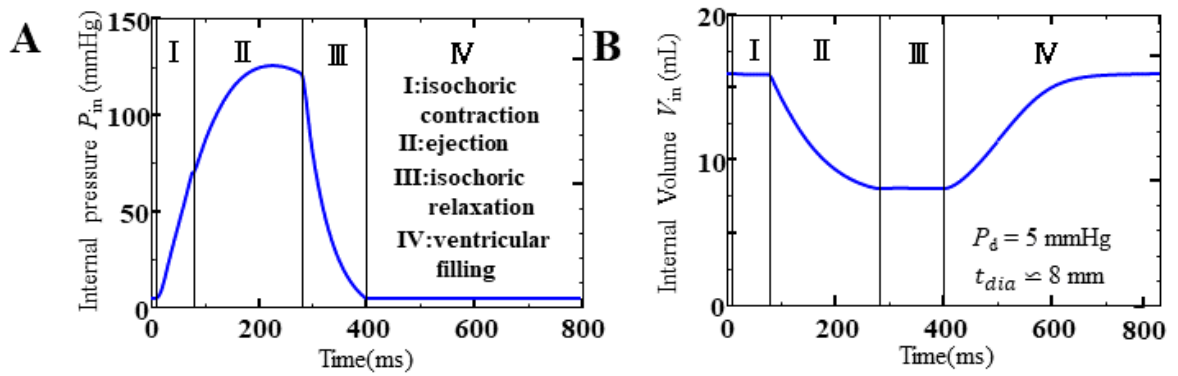 A
Internal pressure P_in (mmHg)
150
100
50
0
I
II
III
IV
I:isochoric
contraction
II:ejection
III:isochoric
relaxation
IV:ventricular
filling
0
200
400
600
800
Time(ms)
B
Internal Volume V_in (mL)
20
10
0
I
II
III
IV
P_d = 5 mmHg
t_dia ≃ 8 mm
0
200
400
600
800
Time(ms)